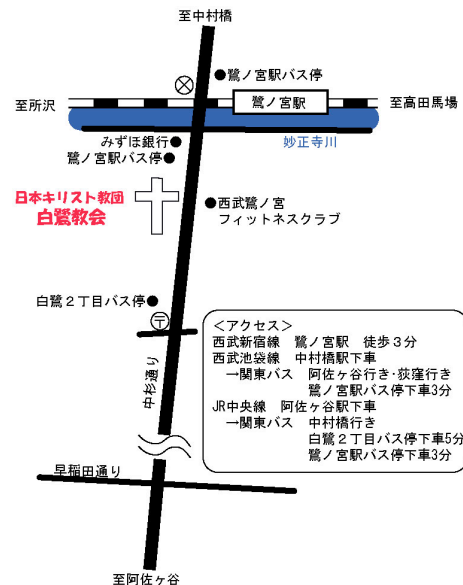 至中村橋
鷺ノ宮駅バス停
至所沢
鷺ノ宮駅
至高田馬場
みずほ銀行
妙正寺川
鷺ノ宮駅バス停
日本キリスト教団
白鷺教会
西武鷺ノ宮
フィットネスクラブ
白鷺2丁目バス停
〒
中杉通り
<アクセス>
西武新宿線 鷺ノ宮駅 徒歩3分
西武池袋線 中村橋駅下車
→関東バス 阿佐ヶ谷行き・荻窪行き
鷺ノ宮駅バス停下車3分
JR中央線 阿佐ヶ谷駅下車
→関東バス 中村橋行き
白鷺2丁目バス停下車5分
鷺ノ宮駅バス停下車3分
早稲田通り
至阿佐ヶ谷